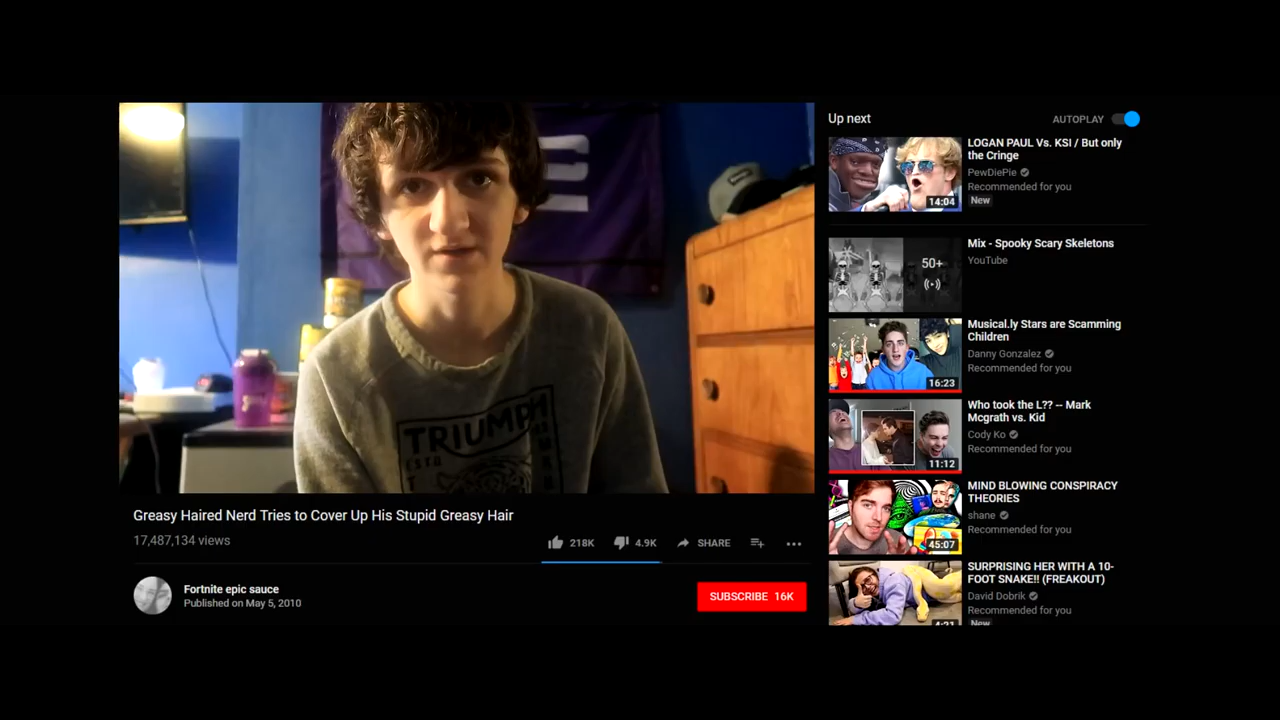 TRIUMPH
ESTD
Greasy Haired Nerd Tries to Cover Up His Stupid Greasy Hair
17,487,134 views
218K
4.9K
SHARE
Fortnite epic sauce
Published on May 5, 2010
SUBSCRIBE 16K
Up next
AUTOPLAY
LOGAN PAUL Vs. KSI / But only
the Cringe
PewDiePie
Recommended for you
New
14:04
Mix - Spooky Scary Skeletons
YouTube
50+
Musical.ly Stars are Scamming
Children
Danny Gonzalez
Recommended for you
16:23
Who took the L?? -- Mark
Mcgrath vs. Kid
Cody Ko
Recommended for you
11:12
MIND BLOWING CONSPIRACY
THEORIES
shane
Recommended for you
45:07
SURPRISING HER WITH A 10-
FOOT SNAKE!! (FREAKOUT)
David Dobrik
Recommended for you
New
4:21